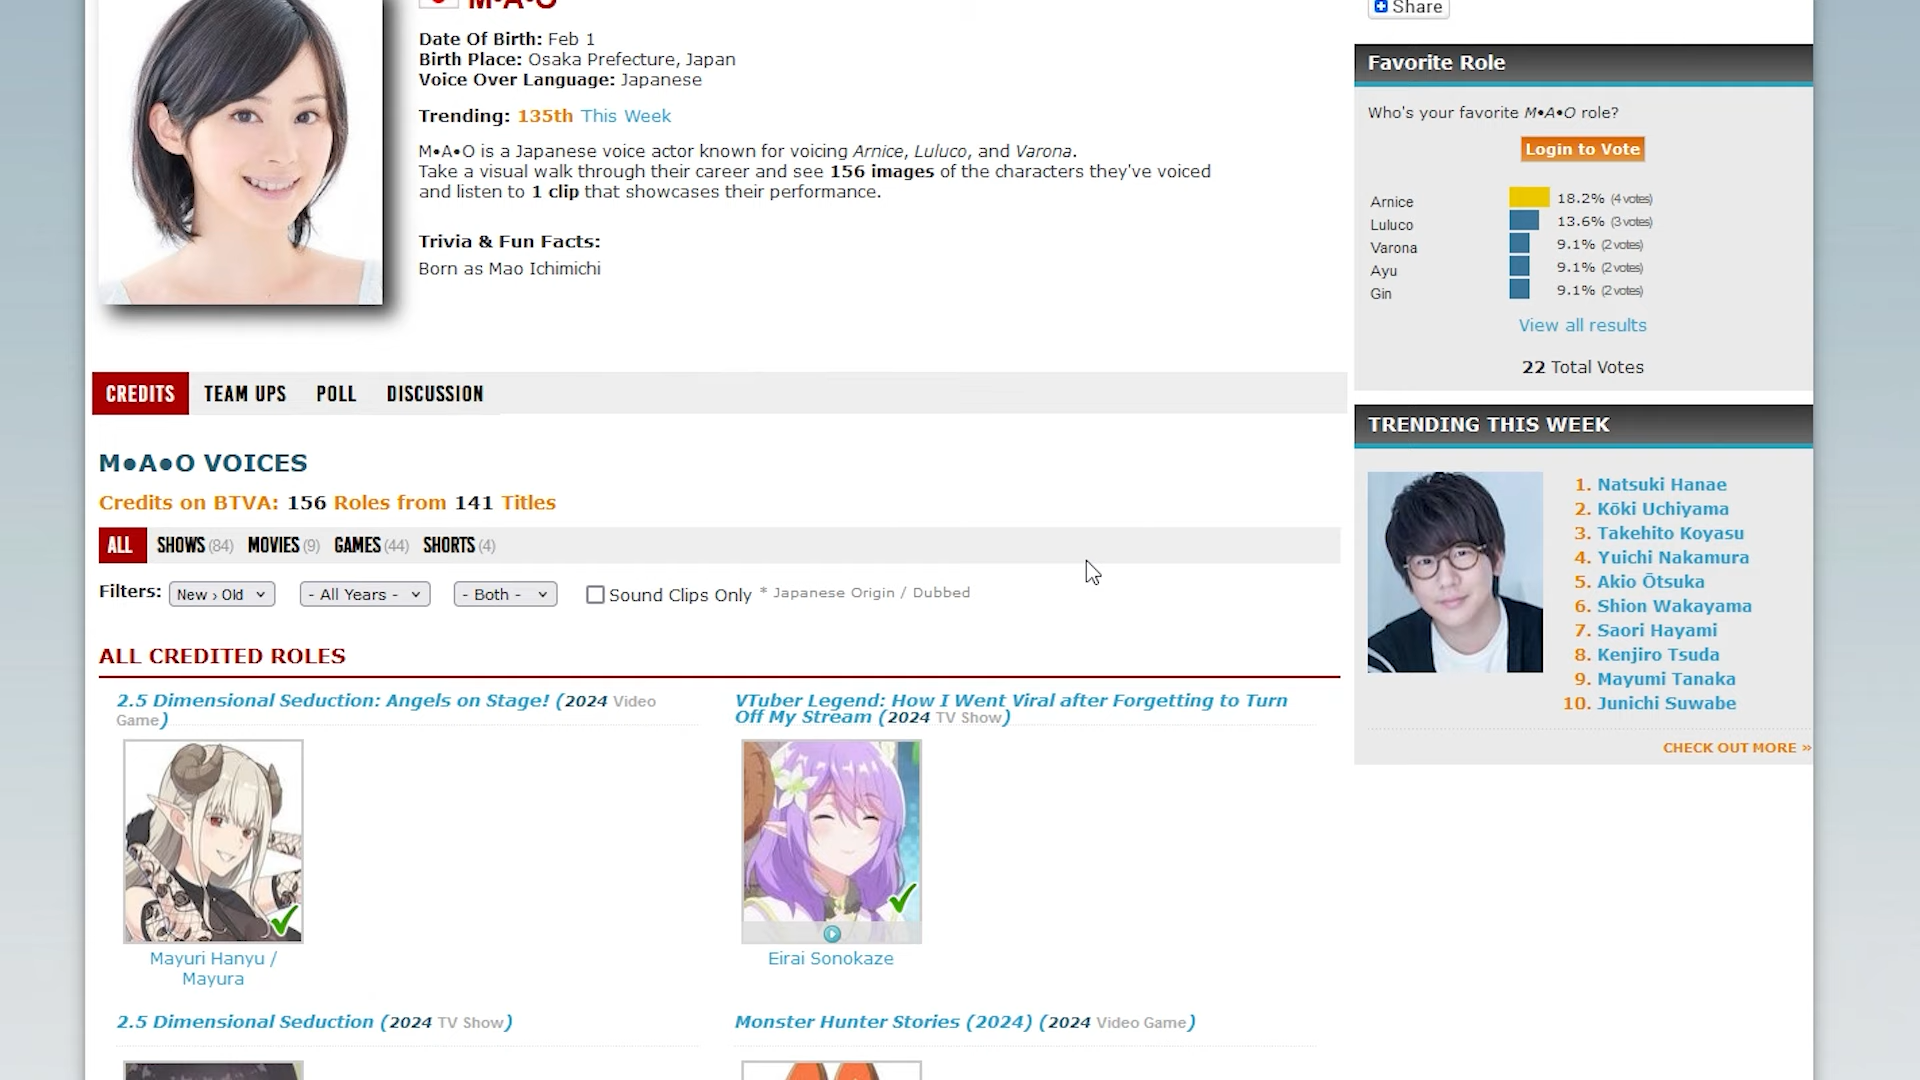 M•A•O
Date Of Birth: Feb 1
Birth Place: Osaka Prefecture, Japan
Voice Over Language: Japanese
Trending: 135th This Week
M•A•O is a Japanese voice actor known for voicing Arnice, Luluco, and Varona.
Take a visual walk through their career and see 156 images of the characters they've voiced
and listen to 1 clip that showcases their performance.
Trivia & Fun Facts:
Born as Mao Ichimichi
CREDITS TEAM UPS POLL DISCUSSION
M●A●O VOICES
Credits on BTVA: 156 Roles from 141 Titles
ALL SHOWS (84) MOVIES (9) GAMES (44) SHORTS (4)
Filters: New › Old - All Years - - Both - Sound Clips Only * Japanese Origin / Dubbed
ALL CREDITED ROLES
2.5 Dimensional Seduction: Angels on Stage! (2024 Video
Game)
Mayuri Hanyu /
Mayura
VTuber Legend: How I Went Viral after Forgetting to Turn
Off My Stream (2024 TV Show)
Eirai Sonokaze
2.5 Dimensional Seduction (2024 TV Show)
Monster Hunter Stories (2024) (2024 Video Game)
Share
Favorite Role
Who's your favorite M•A•O role?
Login to Vote
Arnice 18.2% (4 votes)
Luluco 13.6% (3 votes)
Varona 9.1% (2 votes)
Ayu 9.1% (2 votes)
Gin 9.1% (2 votes)
View all results
22 Total Votes
TRENDING THIS WEEK
1. Natsuki Hanae
2. Kōki Uchiyama
3. Takehito Koyasu
4. Yuichi Nakamura
5. Akio Ōtsuka
6. Shion Wakayama
7. Saori Hayami
8. Kenjiro Tsuda
9. Mayumi Tanaka
10. Junichi Suwabe
CHECK OUT MORE »